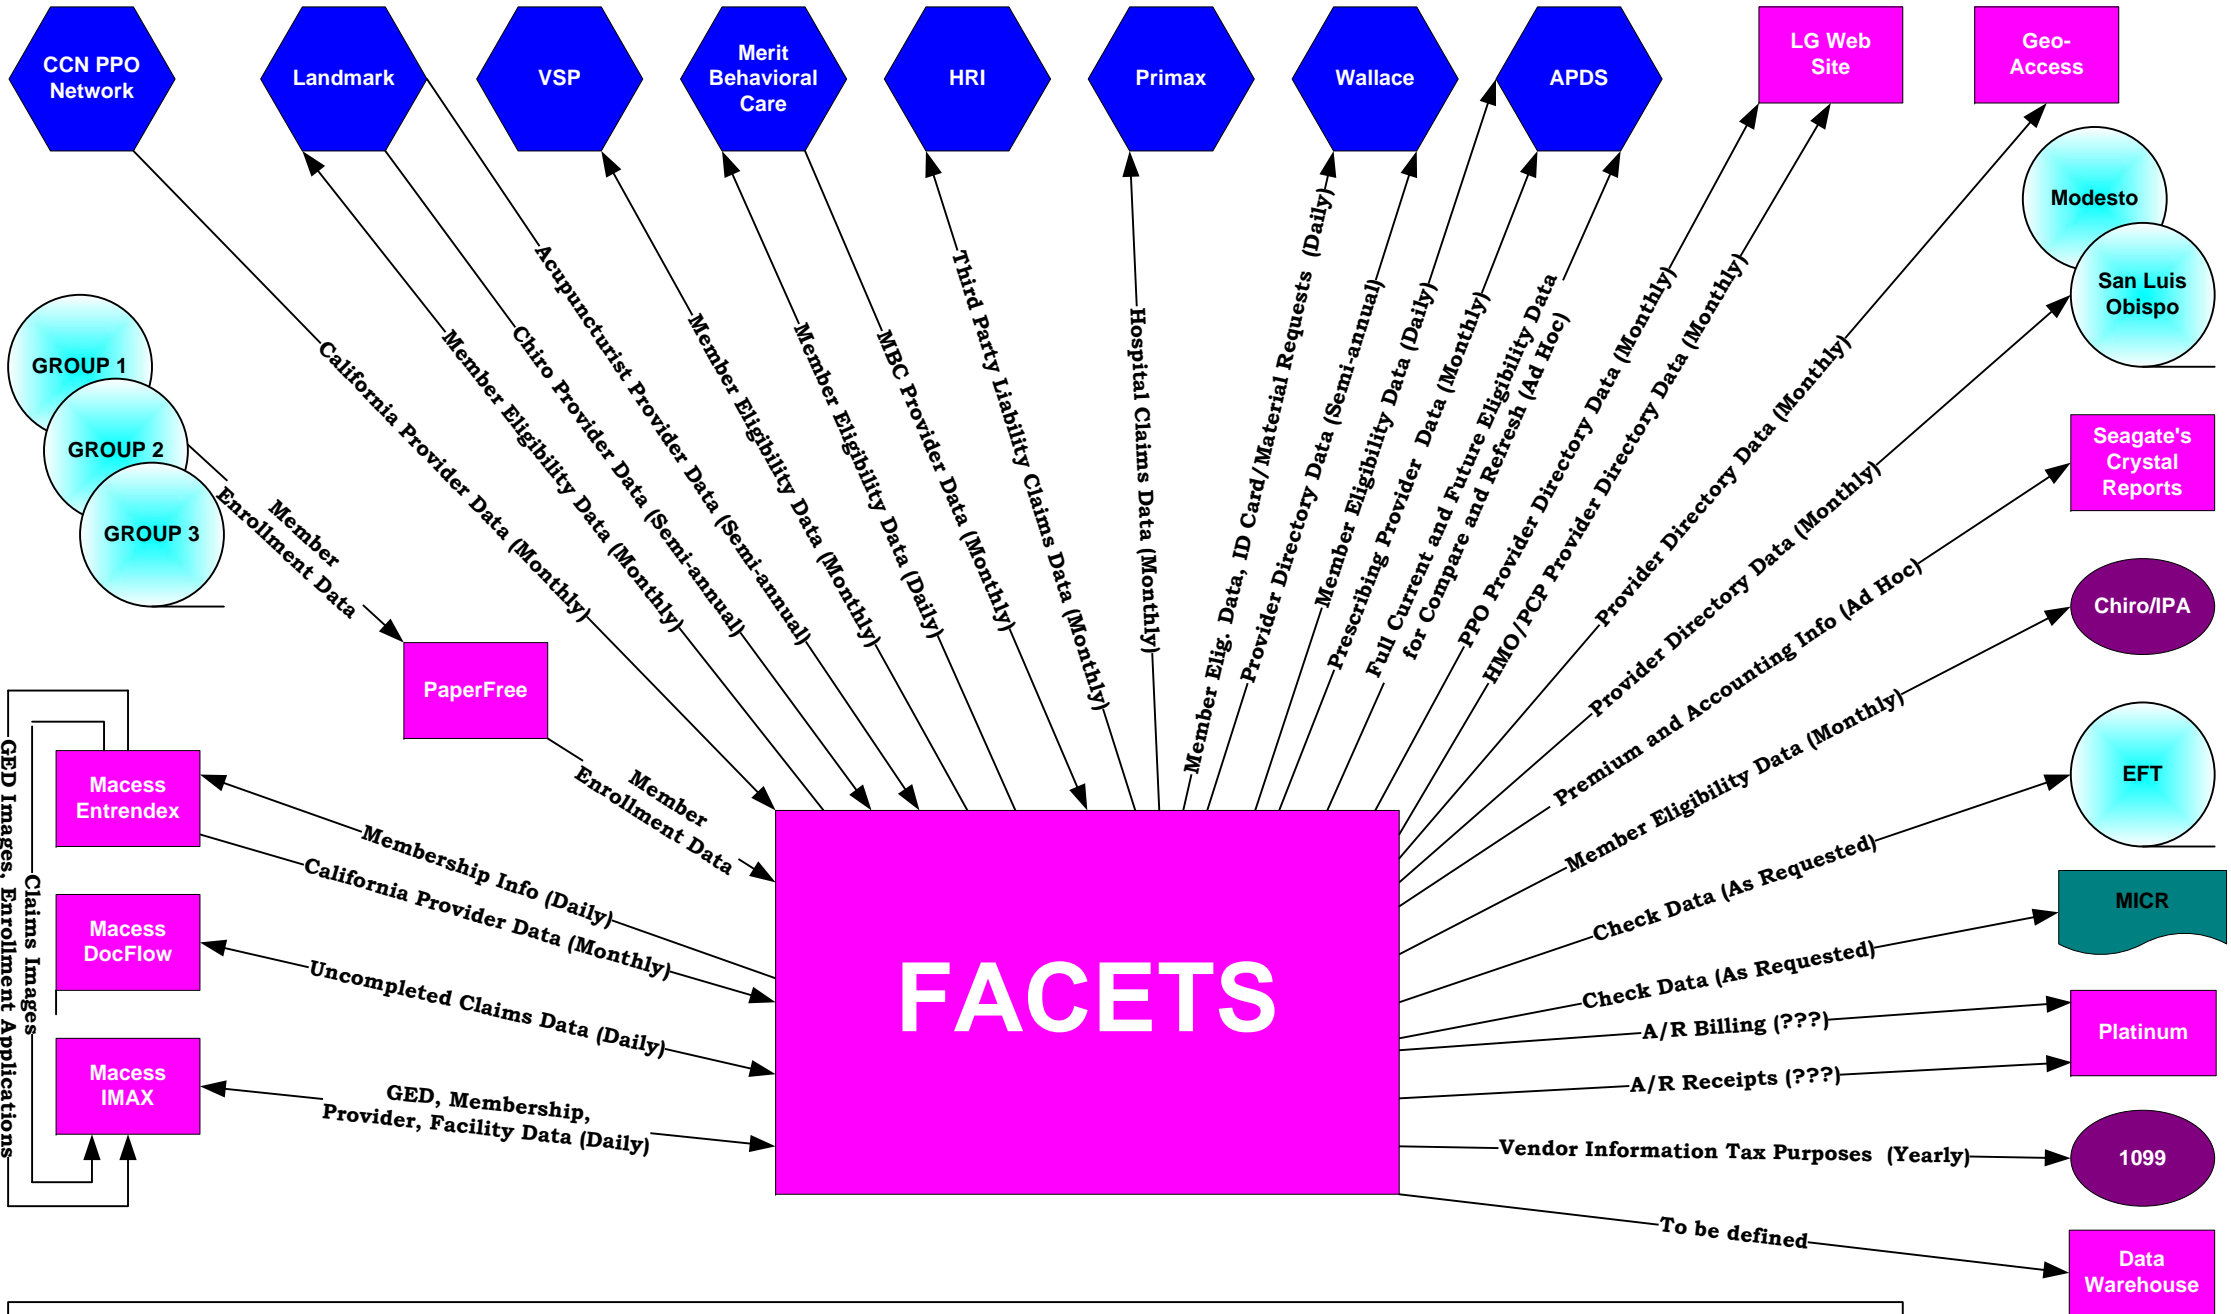 CCN PPO
Network
Landmark
VSP
Merit
Behavioral
Care
HRI
Primax
Wallace
APDS
LG Web
Site
Geo-
Access
Modesto
San Luis
Obispo
GROUP 1
GROUP 2
GROUP 3
Member
Enrollment Data
PaperFree
Member
Enrollment Data
California Provider Data (Monthly)
Member Eligibility Data (Monthly)
Chiro Provider Data (Semi-annual)
Acupuncturist Provider Data (Semi-annual)
Member Eligibility Data (Monthly)
Member Eligibility Data (Daily)
MBC Provider Data (Monthly)
Third Party Liability Claims Data (Monthly)
Hospital Claims Data (Monthly)
Member Elig. Data, ID Card/Material Requests (Daily)
Provider Directory Data (Semi-annual)
Member Eligibility Data (Daily)
Prescribing Provider Data (Monthly)
Full Current and Future Eligibility Data
for Compare and Refresh (Ad Hoc)
PPO Provider Directory Data (Monthly)
HMO/PCP Provider Directory Data (Monthly)
Provider Directory Data (Monthly)
Provider Directory Data (Monthly)
Premium and Accounting Info (Ad Hoc)
Member Eligibility Data (Monthly)
Check Data (As Requested)
Check Data (As Requested)
A/R Billing (???)
A/R Receipts (???)
Vendor Information Tax Purposes (Yearly)
To be defined
Seagate's
Crystal
Reports
Chiro/IPA
EFT
MICR
Platinum
1099
Data
Warehouse
FACETS
Macess
Entrendex
Macess
DocFlow
Macess
IMAX
Membership Info (Daily)
California Provider Data (Monthly)
Uncompleted Claims Data (Daily)
GED, Membership,
Provider, Facility Data (Daily)
Claims Images
GED Images, Enrollment Applications